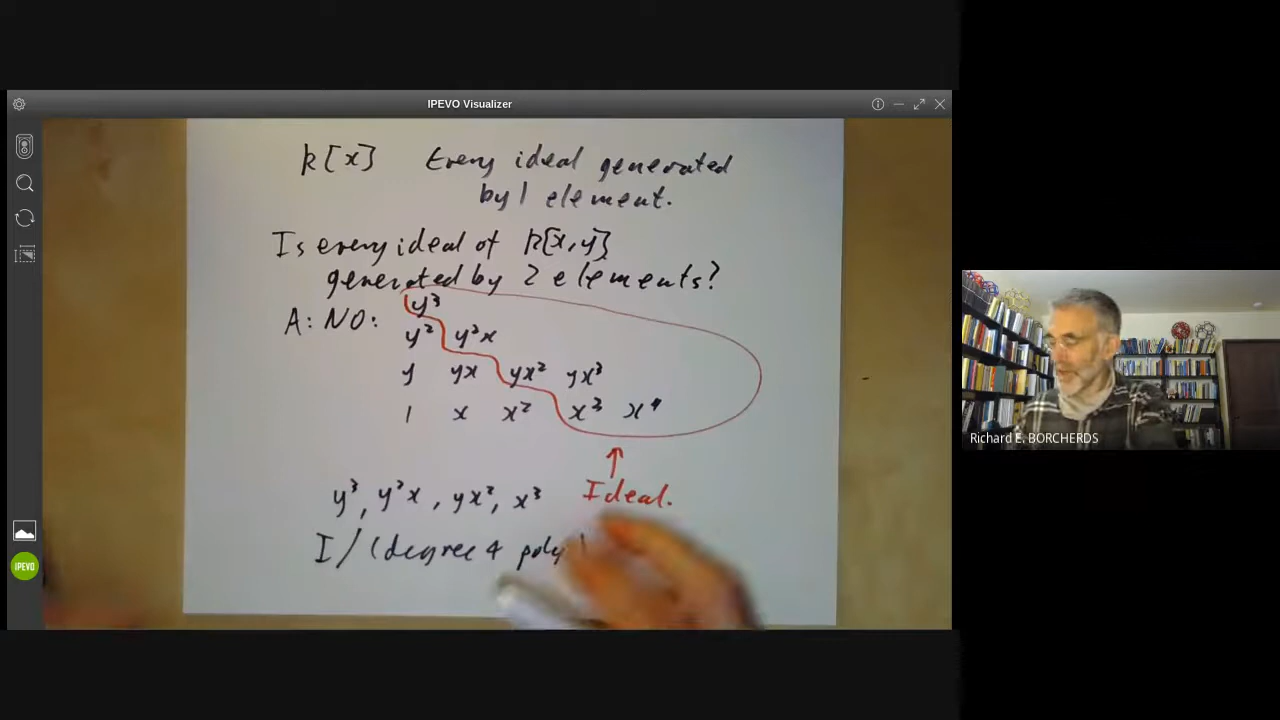 IPEVO Visualizer
k[x] Every ideal generated
by 1 element.
Is every ideal of k[x,y]
generated by 2 elements?
A: NO:
y³
y² y²x
y yx yx² yx³
1 x x² x³ x⁴
↑
Ideal.
y³, y²x, yx², x³
I/(degree 4 poly
IPEVO
Richard E. BORCHERDS